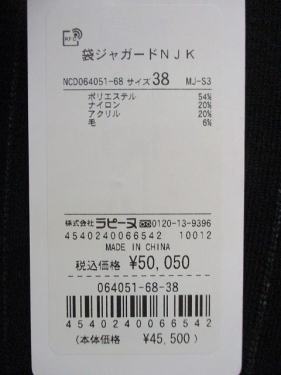 袋ジャガードNJK
NCD064051-68 サイズ 38 MJ-S3
ポリエステル 54%
ナイロン 20%
アクリル 20%
毛 6%
株式会社 ラピーヌ 0120-13-9396
4540240066542 10012
MADE IN CHINA
税込価格 ¥50,050
064051-68-38
4540240066542
(本体価格 ¥45,500)